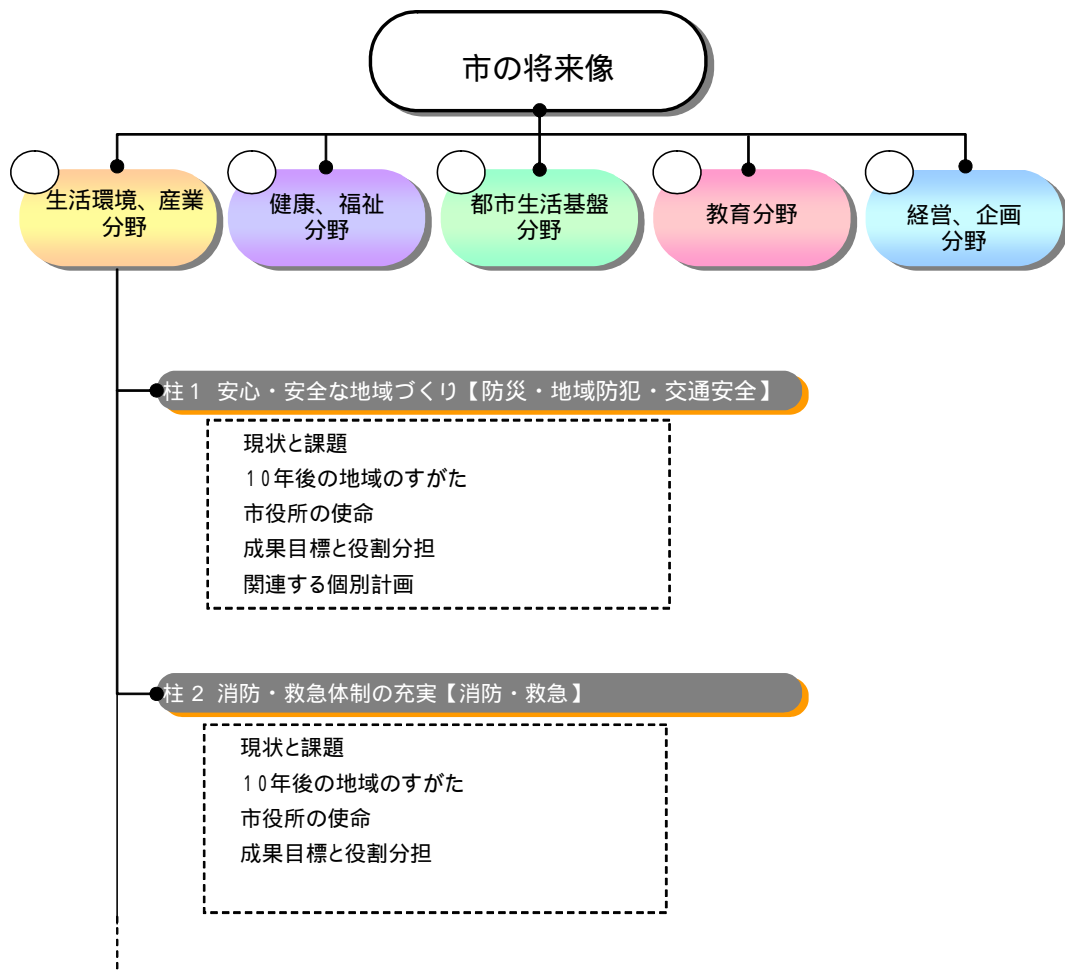 市の将来像
生活環境、産業
分野
健康、福祉
分野
都市生活基盤
分野
教育分野
経営、企画
分野
柱1 安心・安全な地域づくり【防災・地域防犯・交通安全】
現状と課題
10年後の地域のすがた
市役所の使命
成果目標と役割分担
関連する個別計画
柱2 消防・救急体制の充実【消防・救急】
現状と課題
10年後の地域のすがた
市役所の使命
成果目標と役割分担